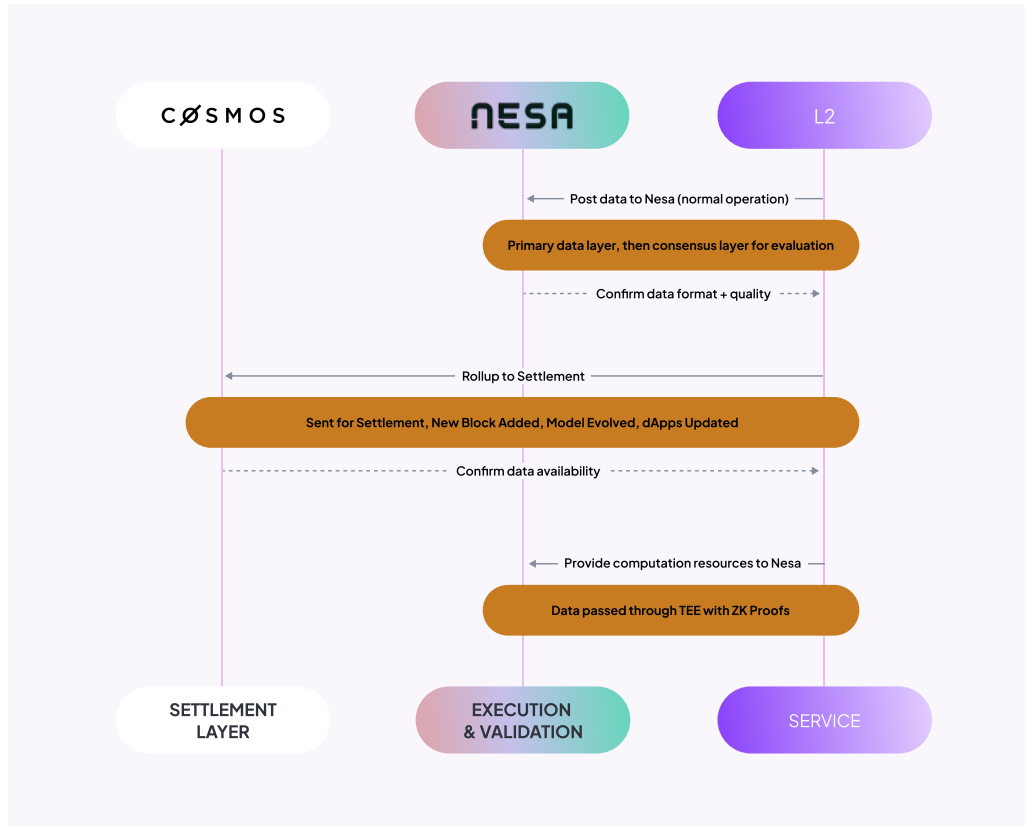 CØSMOS
NESA
L2
Post data to Nesa (normal operation)
Primary data layer, then consensus layer for evaluation
Confirm data format + quality
Rollup to Settlement
Sent for Settlement, New Block Added, Model Evolved, dApps Updated
Confirm data availability
Provide computation resources to Nesa
Data passed through TEE with ZK Proofs
SETTLEMENT
LAYER
EXECUTION
& VALIDATION
SERVICE